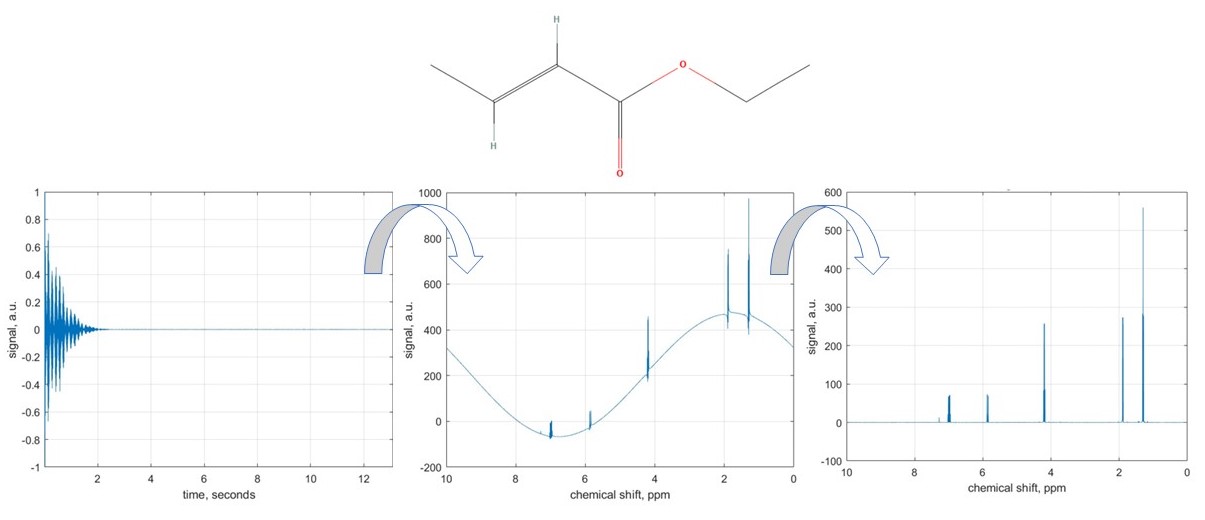 H
O
H
O
1
0.8
0.6
0.4
0.2
0
-0.2
-0.4
-0.6
-0.8
-1
2 4 6 8 10 12
signal, a.u.
time, seconds
1000
800
600
400
200
0
-200
10 8 6 4 2 0
signal, a.u.
chemical shift, ppm
600
500
400
300
200
100
0
-100
10 8 6 4 2 0
signal, a.u.
chemical shift, ppm